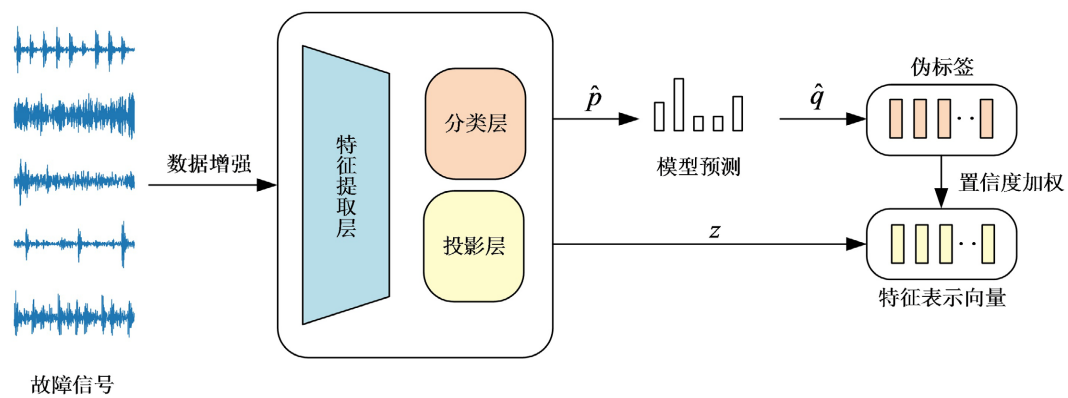 故障信号
数据增强
特征提取层
分类层
投影层
p̂
模型预测
q̂
伪标签
置信度加权
z
特征表示向量